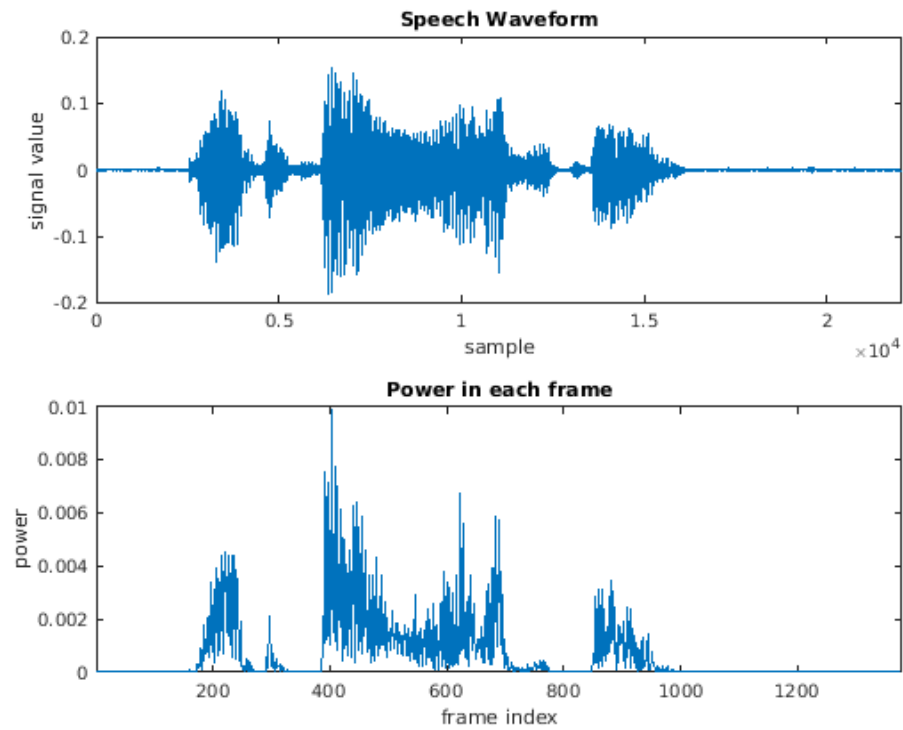 Speech Waveform
0.2
0.1
0
-0.1
-0.2
signal value
0 0.5 1 1.5 2
sample
×10^4
Power in each frame
0.01
0.008
0.006
0.004
0.002
0
power
200 400 600 800 1000 1200
frame index